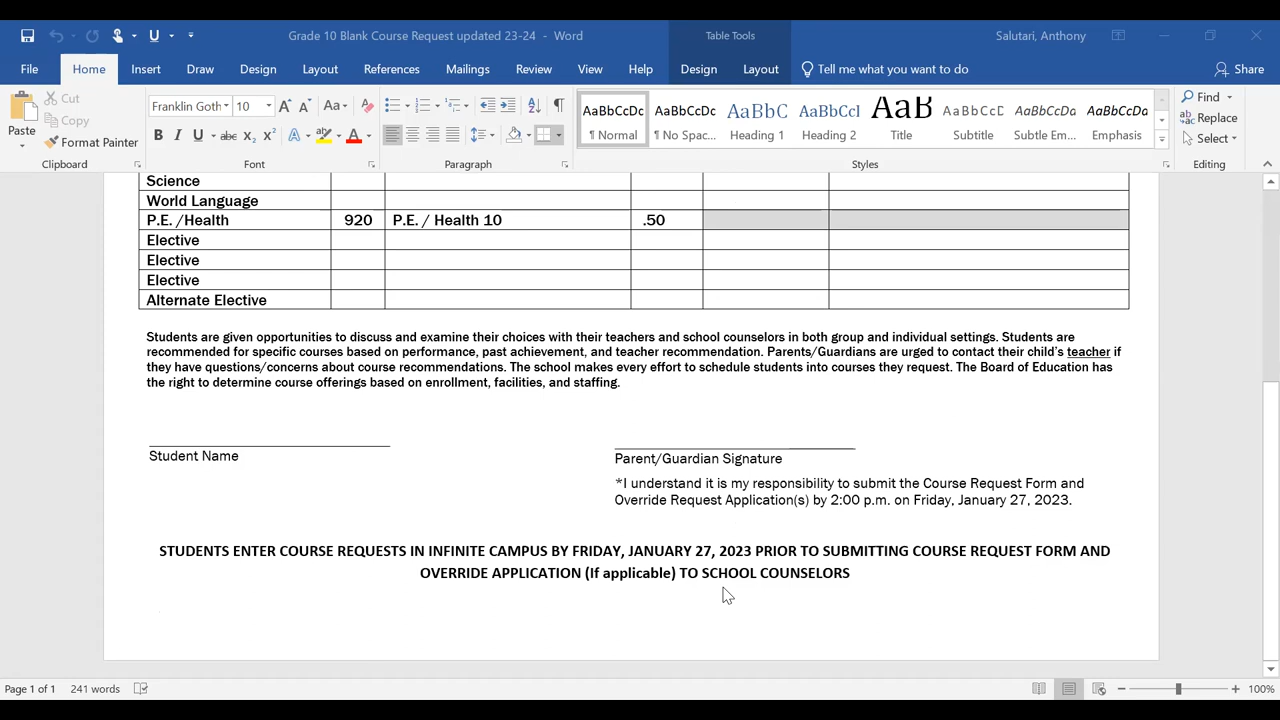 Grade 10 Blank Course Request updated 23-24 - Word
Table Tools
Salutari, Anthony
File Home Insert Draw Design Layout References Mailings Review View Help Design Layout Tell me what you want to do Share
Cut
Copy
Paste
Format Painter
Clipboard
Franklin Goth 10
Aa
B I U abc x₂ x²
Font
Paragraph
AaBbCcDc AaBbCcDc AaBbC AaBbCcI AaB AaBbCcD AaBbCcDc AaBbCcDc
¶ Normal ¶ No Spac... Heading 1 Heading 2 Title Subtitle Subtle Em... Emphasis
Styles
Find
Replace
Select
Editing
Science
World Language
P.E. /Health 920 P.E. / Health 10 .50
Elective
Elective
Elective
Alternate Elective
Students are given opportunities to discuss and examine their choices with their teachers and school counselors in both group and individual settings. Students are
recommended for specific courses based on performance, past achievement, and teacher recommendation. Parents/Guardians are urged to contact their child's teacher if
they have questions/concerns about course recommendations. The school makes every effort to schedule students into courses they request. The Board of Education has
the right to determine course offerings based on enrollment, facilities, and staffing.
Student Name
Parent/Guardian Signature
*I understand it is my responsibility to submit the Course Request Form and
Override Request Application(s) by 2:00 p.m. on Friday, January 27, 2023.
STUDENTS ENTER COURSE REQUESTS IN INFINITE CAMPUS BY FRIDAY, JANUARY 27, 2023 PRIOR TO SUBMITTING COURSE REQUEST FORM AND
OVERRIDE APPLICATION (If applicable) TO SCHOOL COUNSELORS
Page 1 of 1 241 words 100%